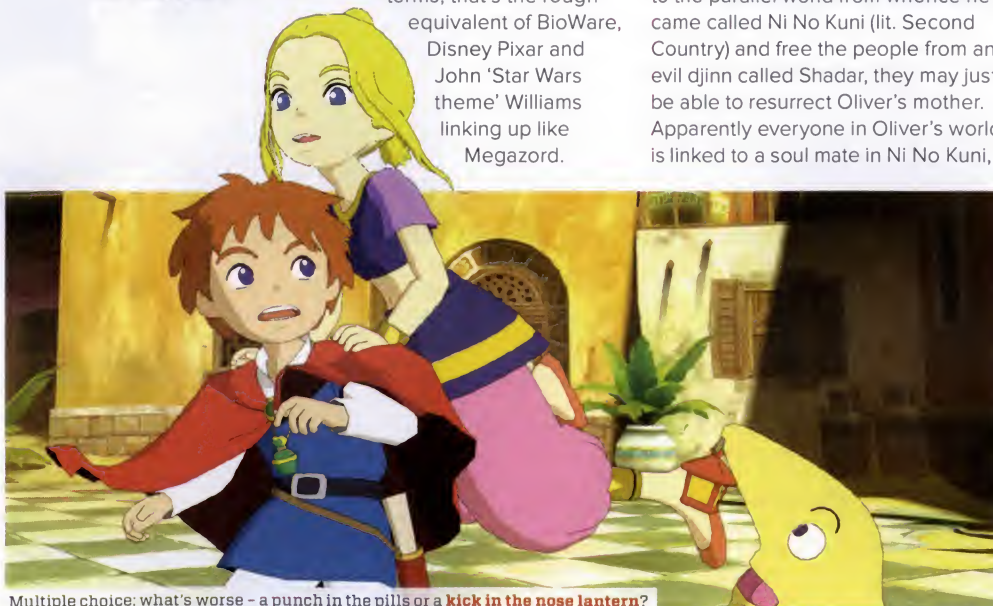 terms, that's the rough
equivalent of BioWare,
Disney Pixar and
John 'Star Wars
theme' Williams
linking up like
Megazord.
to the parallel world from whence he
came called Ni No Kuni (lit. Second
Country) and free the people from an
evil djinn called Shadar, they may just
be able to resurrect Oliver's mother.
Apparently everyone in Oliver's world
is linked to a soul mate in Ni No Kuni,
Multiple choice: what's worse – a punch in the pills or a kick in the nose lantern?